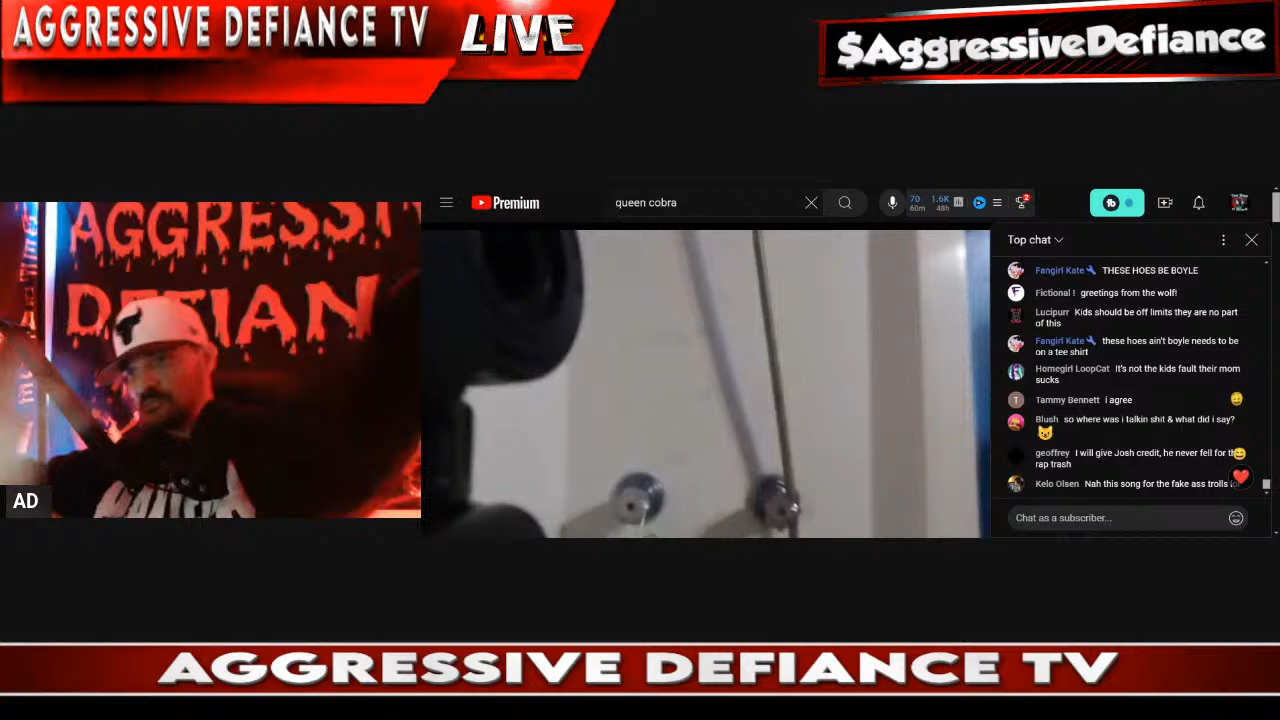 AGGRESSIVE DEFIANCE TV
LIVE
$AggressiveDefiance
AGGRESSI
DEFIAN
AD
Premium
queen cobra
70
60m
1.6K
48h
2
Top chat
Fangirl Kate THESE HOES BE BOYLE
Fictional ! greetings from the wolf!
Lucipurr Kids should be off limits they are no part
of this
Fangirl Kate these hoes ain't boyle needs to be
on a tee shirt
Homegirl LoopCat It's not the kids fault their mom
sucks
T
Tammy Bennett i agree
Blush so where was i talkin shit & what did i say?
geoffrey I will give Josh credit, he never fell for
rap trash
Kelo Olsen Nah this song for the fake ass trolls
Chat as a subscriber...
AGGRESSIVE DEFIANCE TV